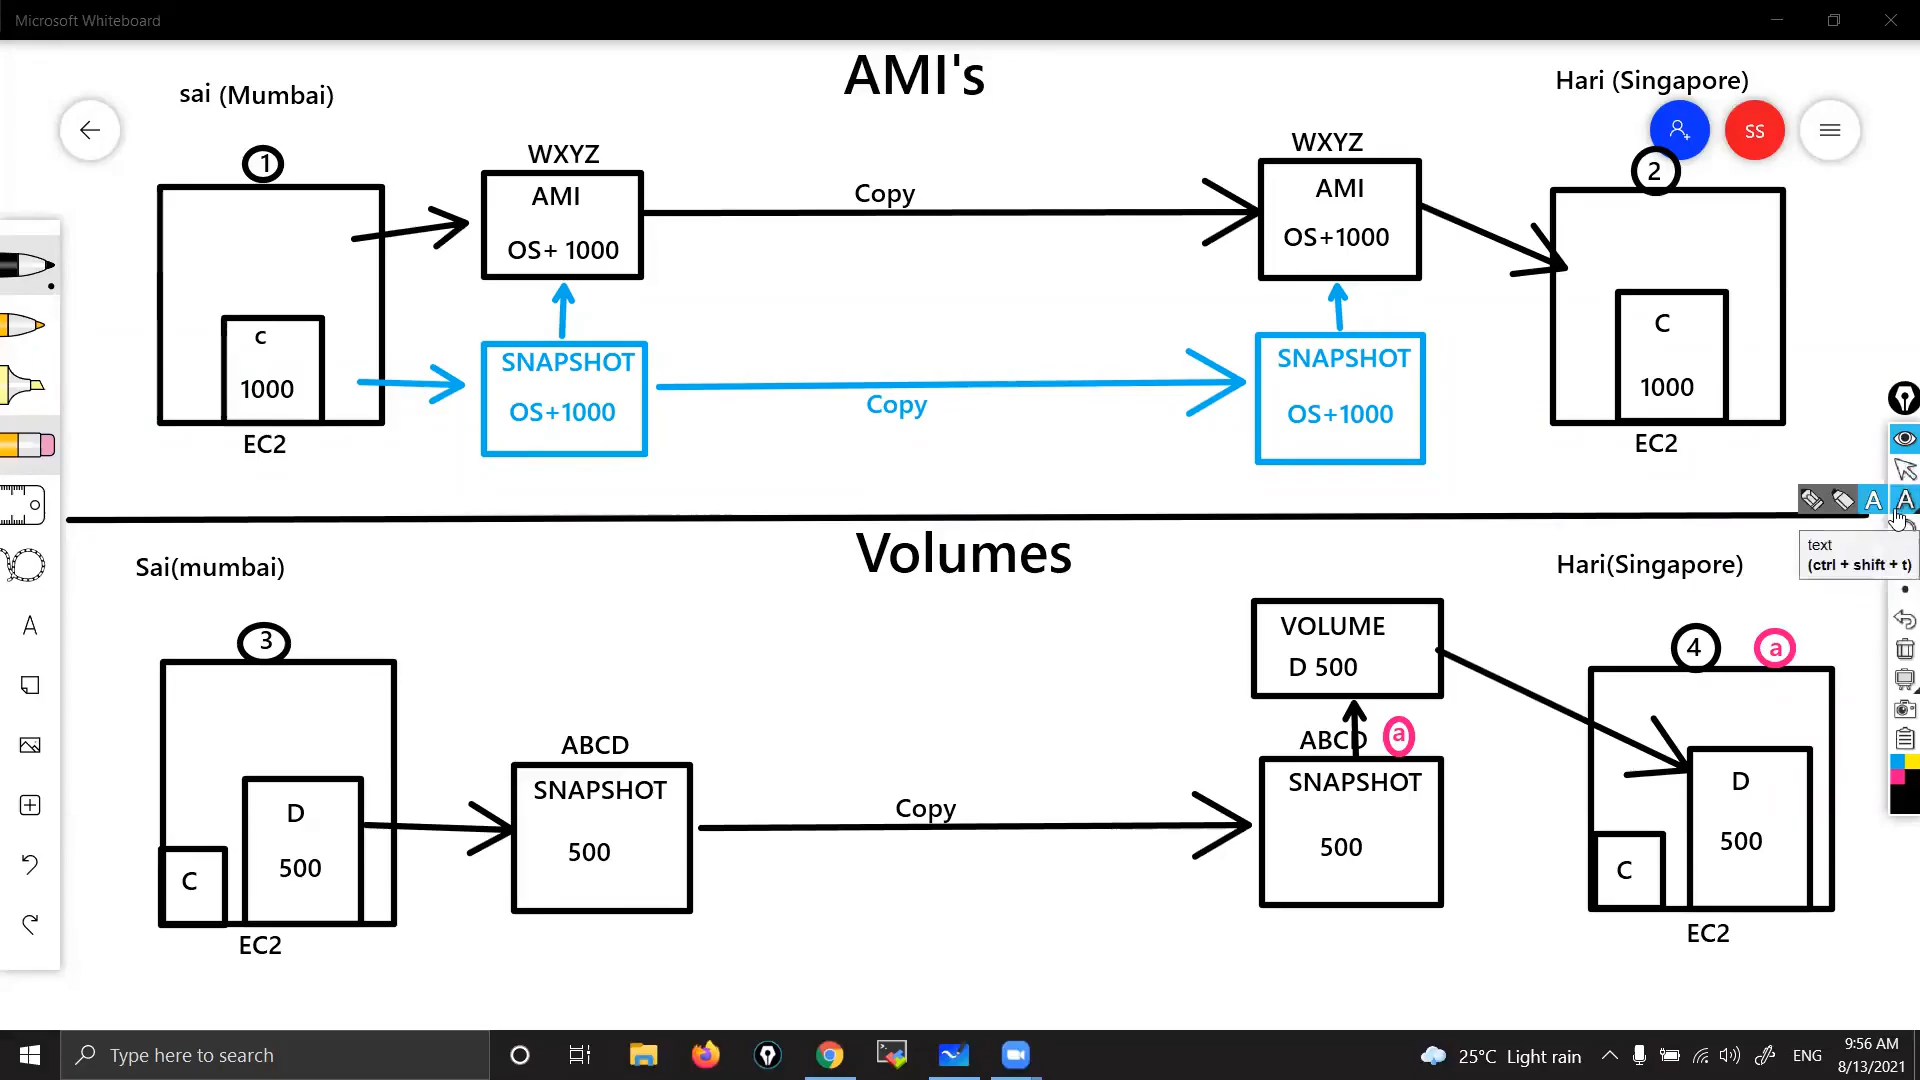 Microsoft Whiteboard
AMI's
sai (Mumbai)
Hari (Singapore)
SS
1
WXYZ
AMI
OS+ 1000
Copy
WXYZ
AMI
OS+1000
2
c
1000
EC2
SNAPSHOT
OS+1000
Copy
SNAPSHOT
OS+1000
C
1000
EC2
A
A
text
(ctrl + shift + t)
Volumes
Sai(mumbai)
Hari(Singapore)
3
D
500
C
EC2
ABCD
SNAPSHOT
500
Copy
VOLUME
D 500
ABCD
a
SNAPSHOT
500
4
a
D
500
C
EC2
A
Type here to search
25°C Light rain
ENG
9:56 AM
8/13/2021